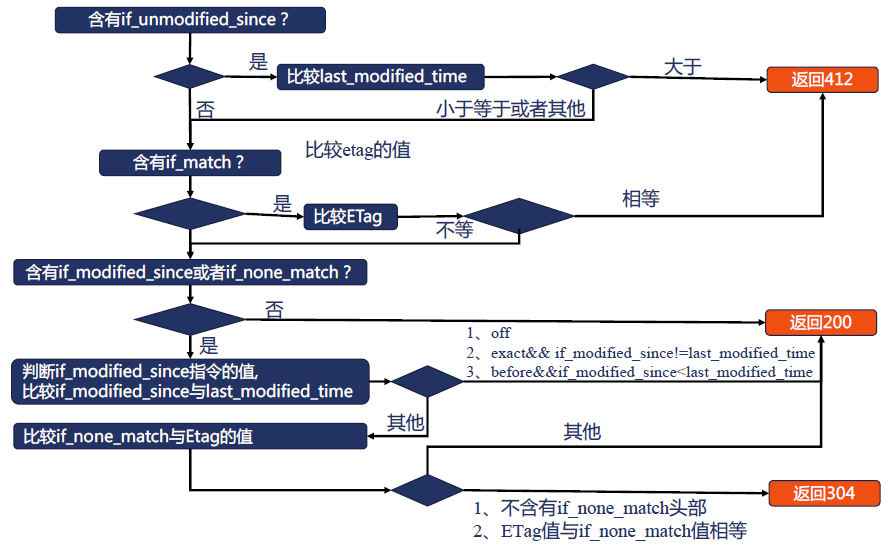 含有if_unmodified_since？
是
比较last_modified_time
大于
返回412
否
小于等于或者其他
比较etag的值
含有if_match？
是
比较ETag
相等
不等
含有if_modified_since或者if_none_match？
否
返回200
是
1、off
2、exact&& if_modified_since!=last_modified_time
3、before&&if_modified_since<last_modified_time
判断if_modified_since指令的值,
比较if_modified_since与last_modified_time
其他
比较if_none_match与Etag的值
其他
返回304
1、不含有if_none_match头部
2、ETag值与if_none_match值相等